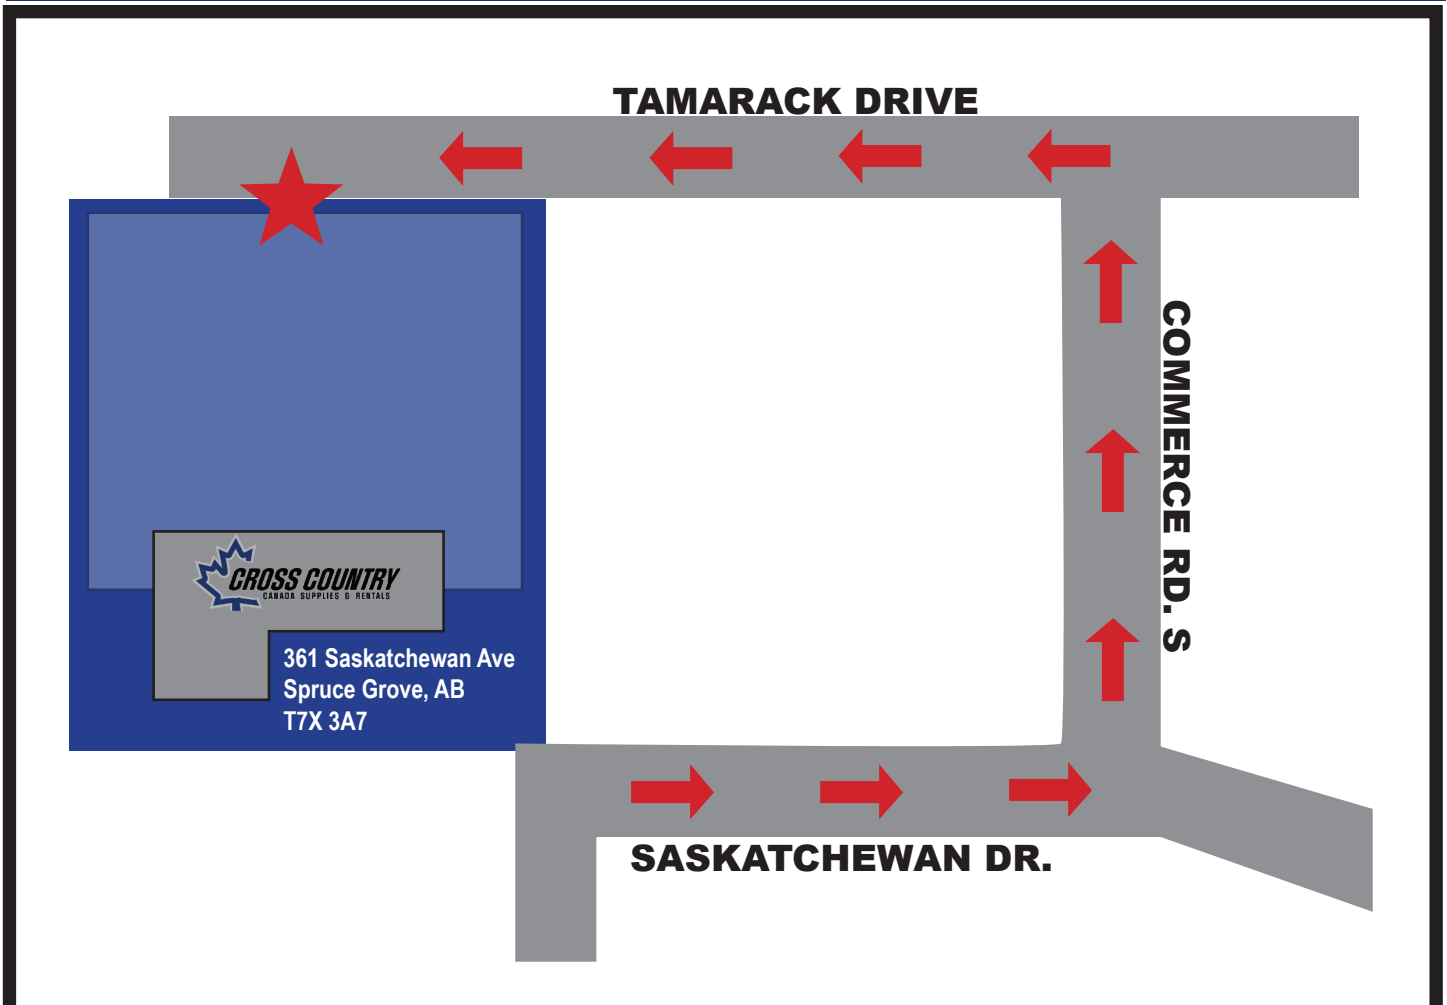 TAMARACK DRIVE
COMMERCE RD. S
CROSS COUNTRY
CANADA SUPPLIES & RENTALS
361 Saskatchewan Ave
Spruce Grove, AB
T7X 3A7
SASKATCHEWAN DR.